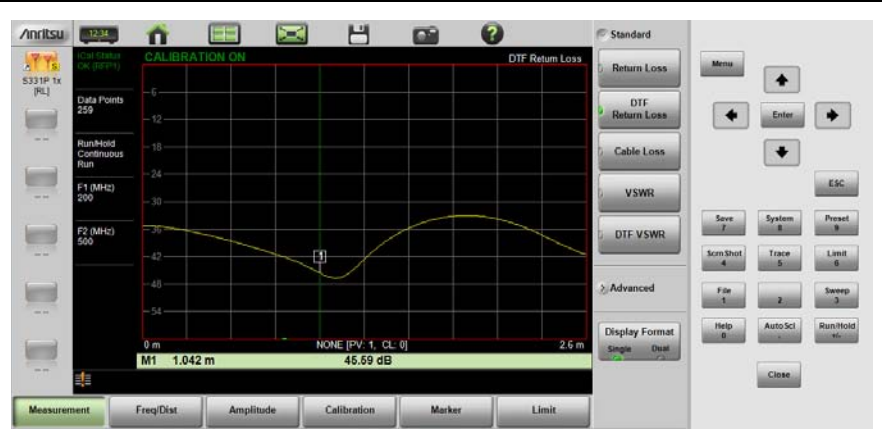 Anritsu
12:34
iCal Status
OK (RFP1)
CALIBRATION ON
DTF Return Loss
S331P 1x
[RL]
Data Points
259
Run/Hold
Continuous
Run
F1 (MHz)
200
F2 (MHz)
500
-6
-12
-18
-24
-30
-36
-42
-48
-54
1
0 m
NONE [PV: 1, CL: 0]
2.6 m
M1 1.042 m 45.59 dB
Standard
Return Loss
DTF
Return Loss
Cable Loss
VSWR
DTF VSWR
Advanced
Display Format
Single Dual
Measurement
Freq/Dist
Amplitude
Calibration
Marker
Limit
Menu
Enter
ESC
Save
7
System
8
Preset
9
Scrn Shot
4
Trace
5
Limit
6
File
1
2
Sweep
3
Help
0
Auto Scl
.
Run/Hold
+/-
Close